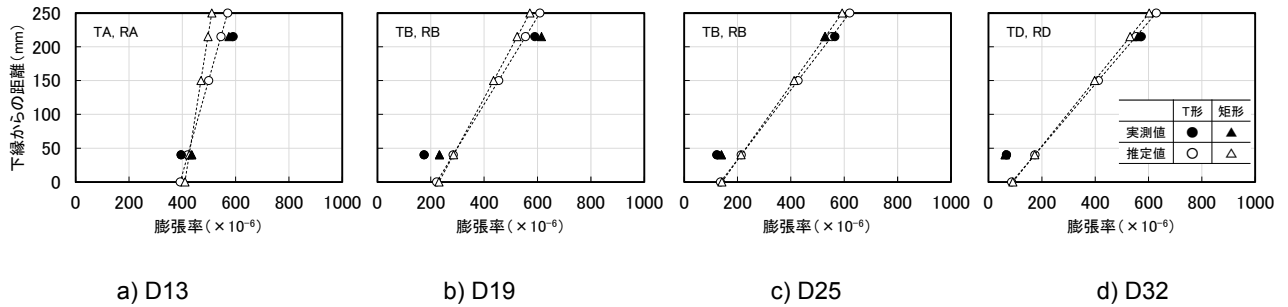 下縁からの距離(mm)
250
200
150
100
50
0
TA, RA
0 200 400 600 800 1000
膨張率(×10⁻⁶)
a) D13
TB, RB
0 200 400 600 800 1000
膨張率(×10⁻⁶)
b) D19
TB, RB
0 200 400 600 800 1000
膨張率(×10⁻⁶)
c) D25
TD, RD
T形 矩形
実測値 ● ▲
推定値 ○ △
0 200 400 600 800 1000
膨張率(×10⁻⁶)
d) D32